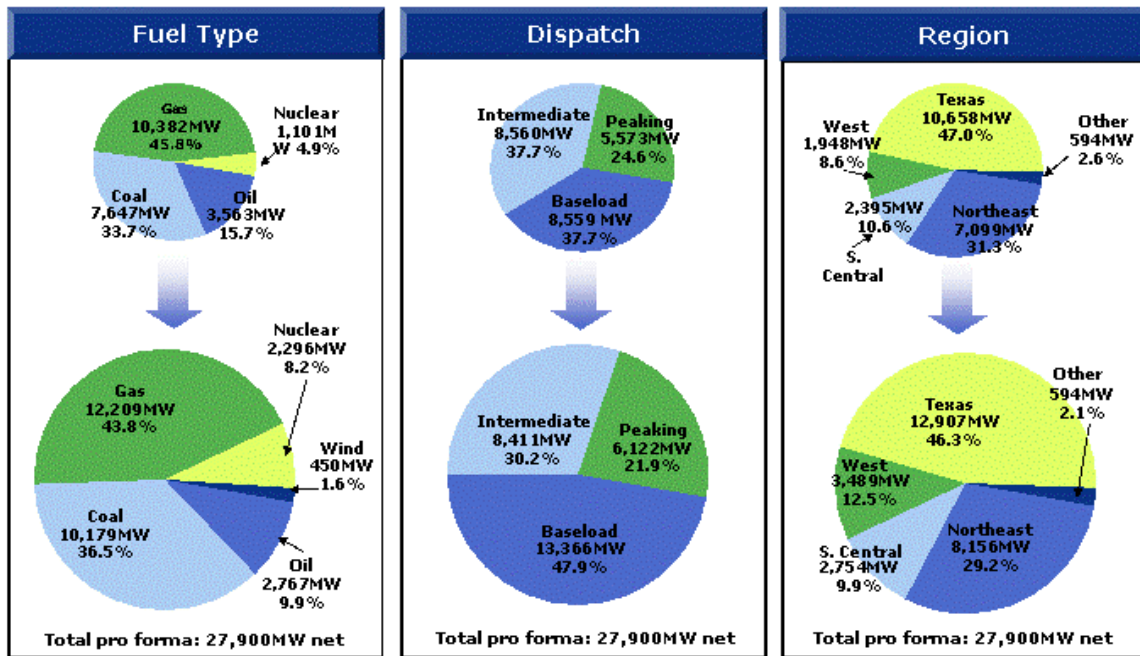 Fuel Type
Gas
10,382MW
45.8%
Nuclear
1,101M
W 4.9%
Coal
7,647MW
33.7%
Oil
3,563MW
15.7%
Nuclear
2,296MW
8.2%
Gas
12,209MW
43.8%
Wind
450MW
1.6%
Coal
10,179MW
36.5%
Oil
2,767MW
9.9%
Total pro forma: 27,900MW net
Dispatch
Intermediate
8,560MW
37.7%
Peaking
5,573MW
24.6%
Baseload
8,559 MW
37.7%
Intermediate
8,411MW
30.2%
Peaking
6,122MW
21.9%
Baseload
13,366MW
47.9%
Total pro forma: 27,900MW net
Region
Texas
10,658MW
47.0%
West
1,948MW
8.6%
Other
594MW
2.6%
2,395MW
10.6%
S.
Central
Northeast
7,099MW
31.3%
Texas
12,907MW
46.3%
Other
594MW
2.1%
West
3,489MW
12.5%
S. Central
2,754MW
9.9%
Northeast
8,156MW
29.2%
Total pro forma: 27,900MW net